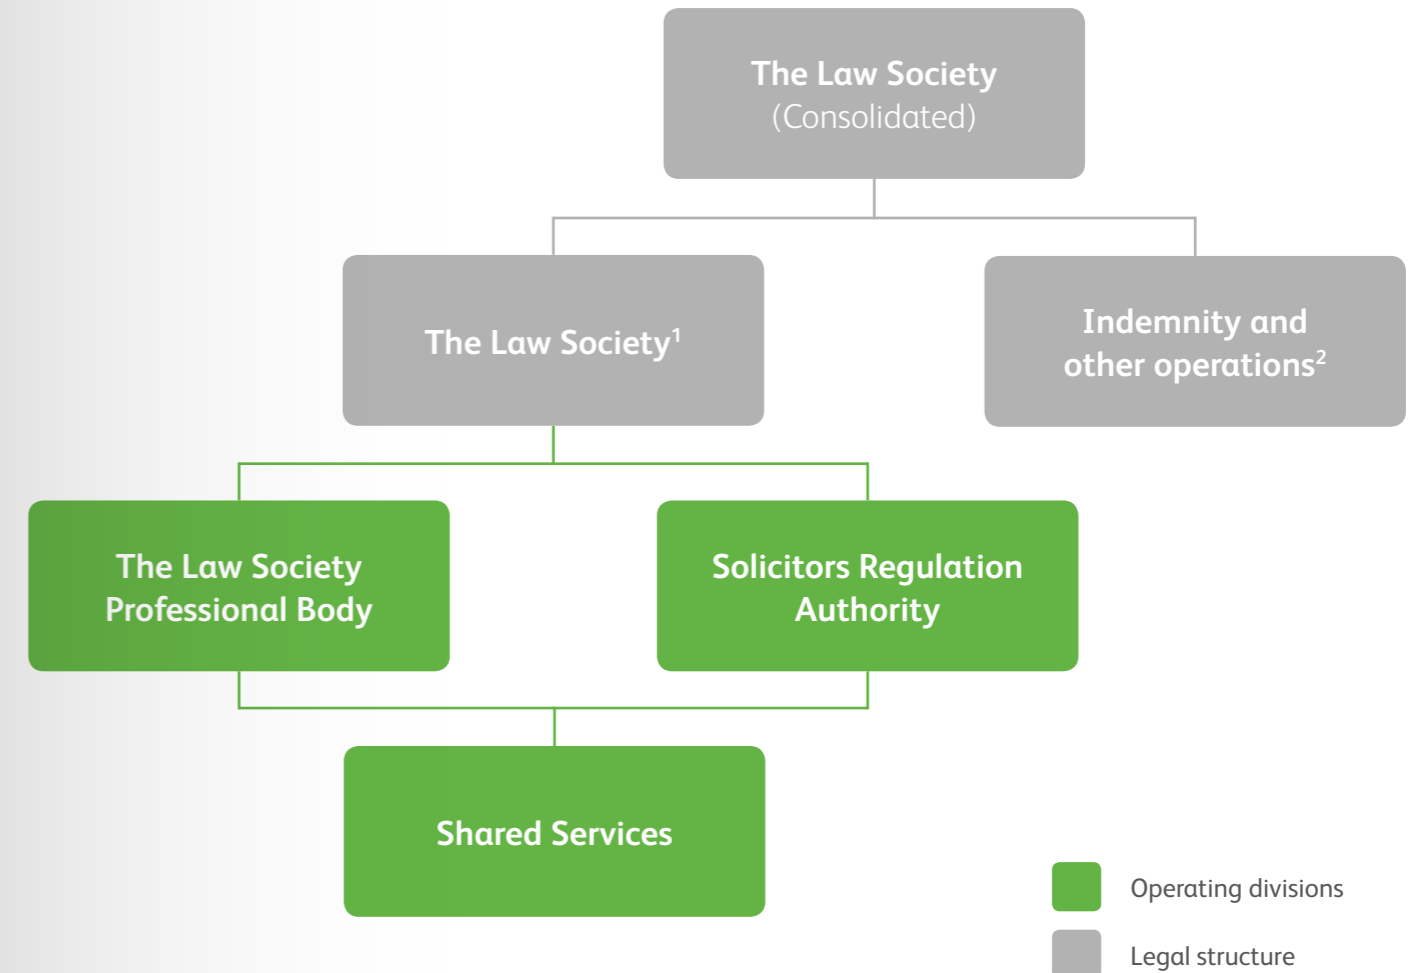 The Law Society
(Consolidated)
The Law Society¹
Indemnity and
other operations²
The Law Society
Professional Body
Solicitors Regulation
Authority
Shared Services
Operating divisions
Legal structure